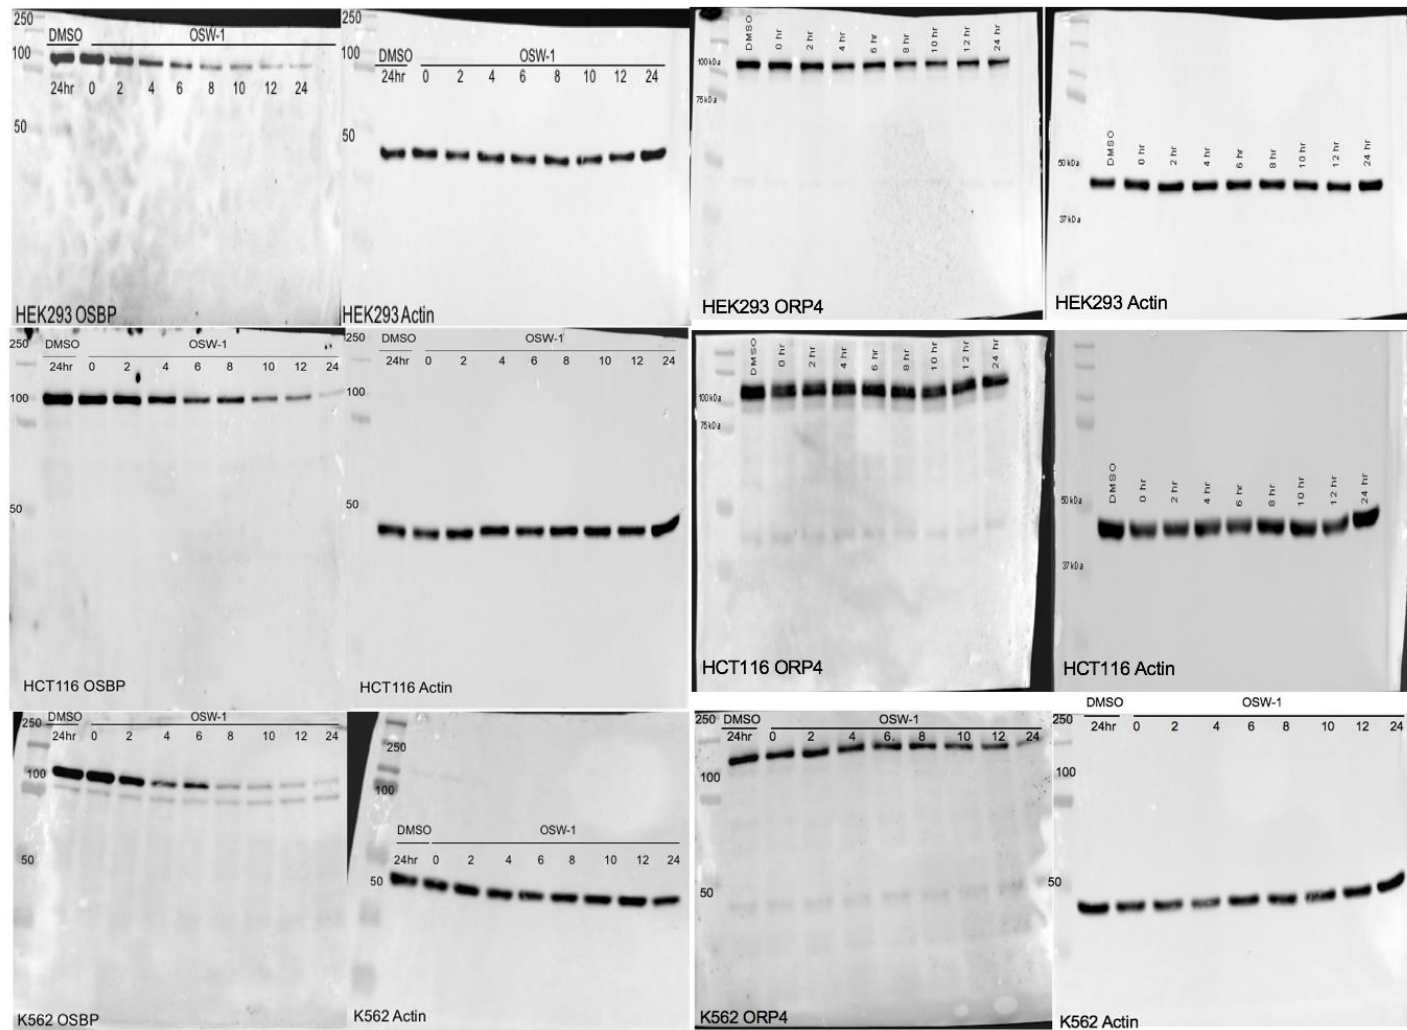 250
DMSO OSW-1
100
24hr 0 2 4 6 8 10 12 24
50
HEK293 OSBP
250
100
DMSO OSW-1
24hr 0 2 4 6 8 10 12 24
50
HEK293 Actin
DMSO 0 hr 2 hr 4 hr 6 hr 8 hr 10 hr 12 hr 24 hr
100 kDa
75 kDa
HEK293 ORP4
DMSO 0 hr 2 hr 4 hr 6 hr 8 hr 10 hr 12 hr 24 hr
50 kDa
37 kDa
HEK293 Actin
250
DMSO OSW-1
24hr 0 2 4 6 8 10 12 24
100
50
HCT116 OSBP
250
DMSO OSW-1
24hr 0 2 4 6 8 10 12 24
100
50
HCT116 Actin
DMSO 0 hr 2 hr 4 hr 6 hr 8 hr 10 hr 12 hr 24 hr
100 kDa
75 kDa
HCT116 ORP4
DMSO 0 hr 2 hr 4 hr 6 hr 8 hr 10 hr 12 hr 24 hr
50 kDa
37 kDa
HCT116 Actin
250
DMSO OSW-1
24hr 0 2 4 6 8 10 12 24
100
50
K562 OSBP
250
100
DMSO OSW-1
24hr 0 2 4 6 8 10 12 24
50
K562 Actin
250
DMSO OSW-1
24hr 0 2 4 6 8 10 12 24
100
50
K562 ORP4
DMSO OSW-1
250
24hr 0 2 4 6 8 10 12 24
100
50
K562 Actin